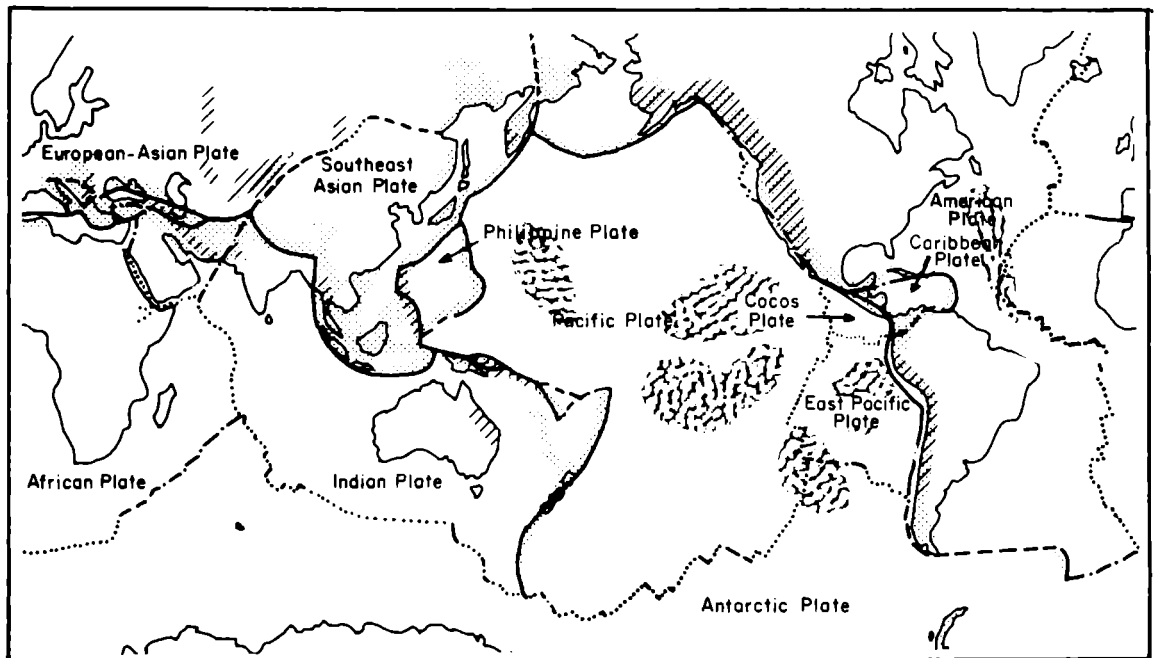 European-Asian Plate
Southeast
Asian Plate
Philippine Plate
American
Plate
Caribbean
Plate
Pacific Plate
Cocos
Plate
East Pacific
Plate
African Plate
Indian Plate
Antarctic Plate